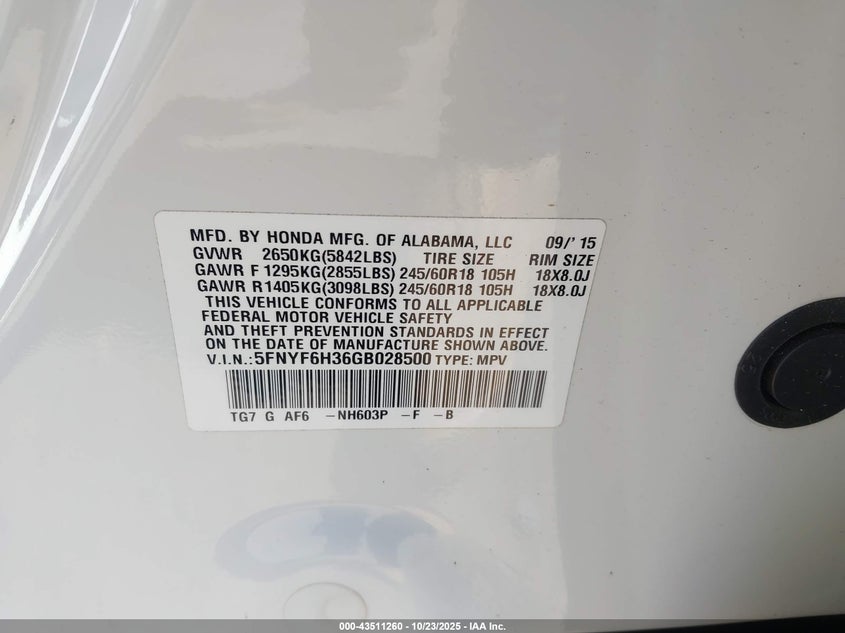 MFD. BY HONDA MFG. OF ALABAMA, LLC 09/'15
GVWR 2650KG(5842LBS) TIRE SIZE RIM SIZE
GAWR F 1295KG(2855LBS) 245/60R18 105H 18X8.0J
GAWR R 1405KG(3098LBS) 245/60R18 105H 18X8.0J
THIS VEHICLE CONFORMS TO ALL APPLICABLE
FEDERAL MOTOR VEHICLE SAFETY
AND THEFT PREVENTION STANDARDS IN EFFECT
ON THE DATE OF MANUFACTURE SHOWN ABOVE.
V.I.N.: 5FNYF6H36GB028500 TYPE: MPV
TG7 G AF6 -NH603P -F -B
000-43511260 - 10/23/2025 - IAA Inc.